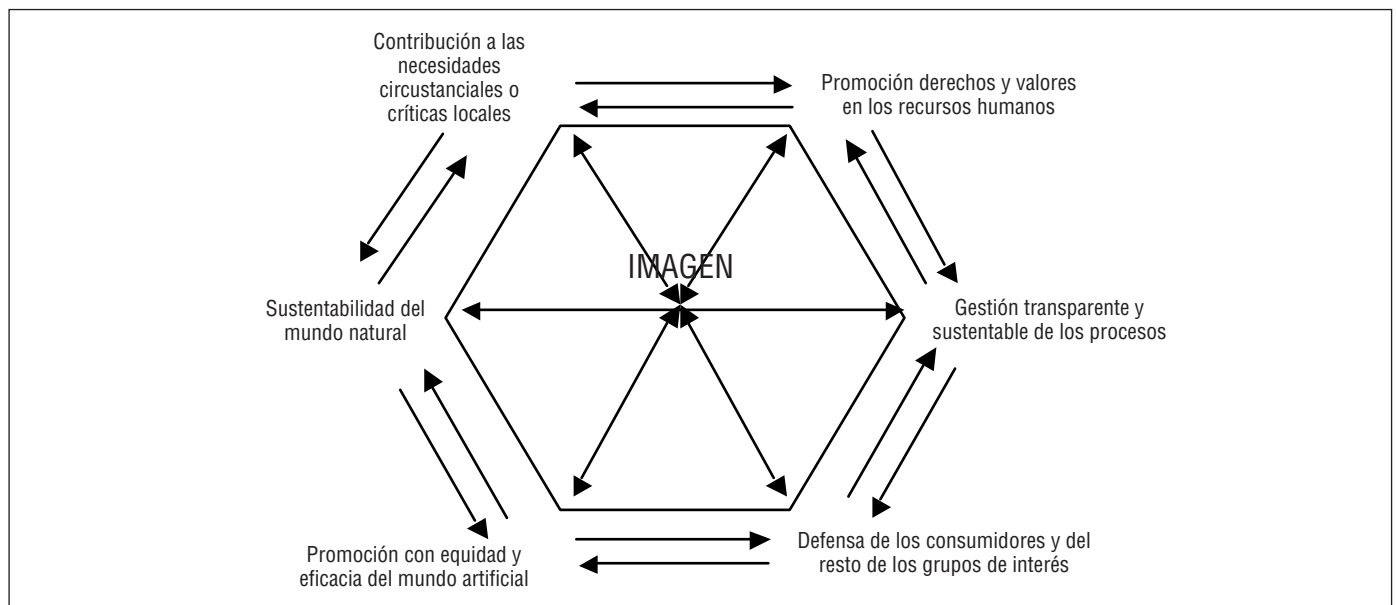 Contribución a las
necesidades
circustanciales o
críticas locales
Promoción derechos y valores
en los recursos humanos
IMAGEN
Sustentabilidad del
mundo natural
Gestión transparente y
sustentable de los procesos
Promoción con equidad y
eficacia del mundo artificial
Defensa de los consumidores y del
resto de los grupos de interés